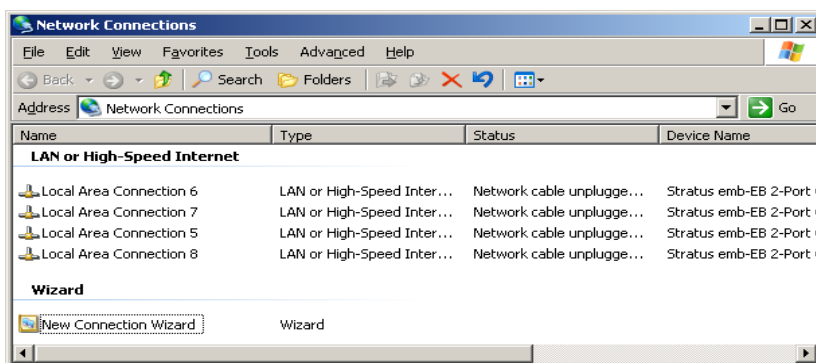 Network Connections
File Edit View Favorites Tools Advanced Help
Back Search Folders
Address Network Connections Go
Name Type Status Device Name
LAN or High-Speed Internet
Local Area Connection 6 LAN or High-Speed Inter... Network cable unplugge... Stratus emb-EB 2-Port
Local Area Connection 7 LAN or High-Speed Inter... Network cable unplugge... Stratus emb-EB 2-Port
Local Area Connection 5 LAN or High-Speed Inter... Network cable unplugge... Stratus emb-EB 2-Port
Local Area Connection 8 LAN or High-Speed Inter... Network cable unplugge... Stratus emb-EB 2-Port
Wizard
New Connection Wizard Wizard